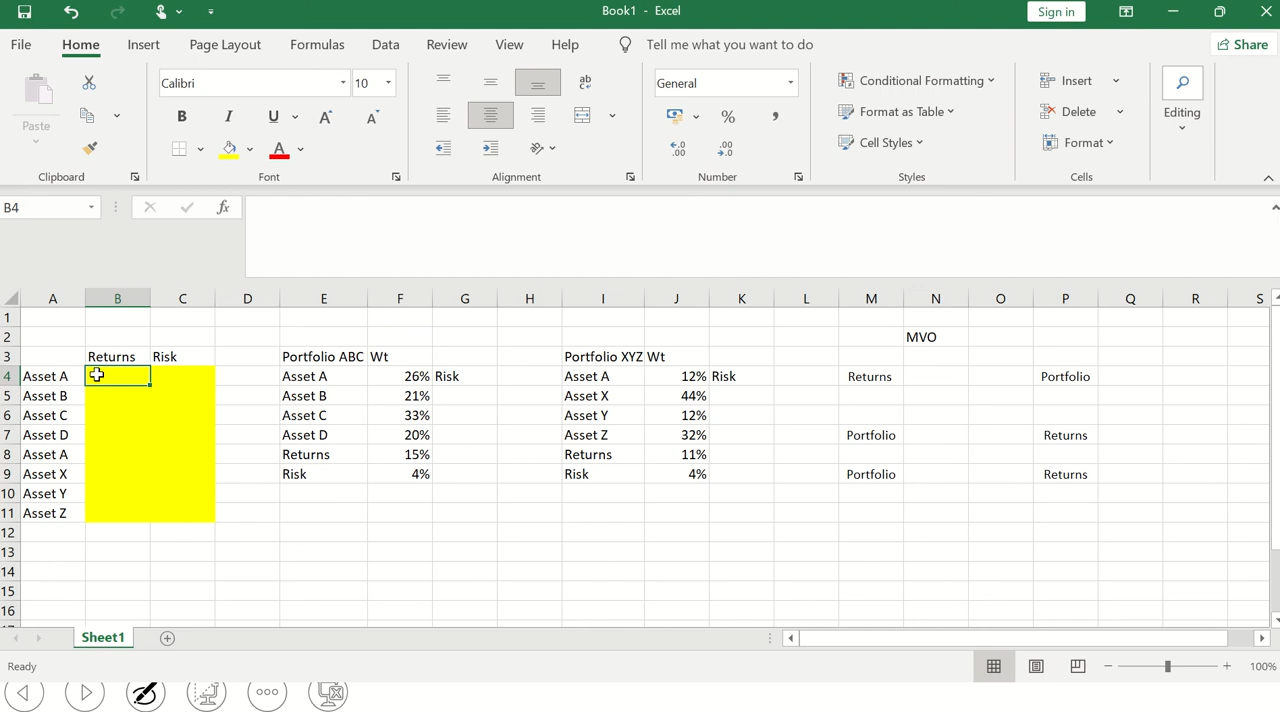 Book1 - Excel
Sign in
File Home Insert Page Layout Formulas Data Review View Help Tell me what you want to do Share
Calibri 10 ab General Conditional Formatting Insert
Paste B I U A A % , Format as Table Delete Editing
A .00 .00 Cell Styles Format
Clipboard Font Alignment Number Styles Cells
B4 fx
A B C D E F G H I J K L M N O P Q R S
1
2 MVO
3 Returns Risk Portfolio ABC Wt Portfolio XYZ Wt
4 Asset A Asset A 26% Risk Asset A 12% Risk Returns Portfolio
5 Asset B Asset B 21% Asset X 44%
6 Asset C Asset C 33% Asset Y 12%
7 Asset D Asset D 20% Asset Z 32% Portfolio Returns
8 Asset A Returns 15% Returns 11%
9 Asset X Risk 4% Risk 4% Portfolio Returns
10 Asset Y
11 Asset Z
12
13
14
15
16
Sheet1
Ready 100%